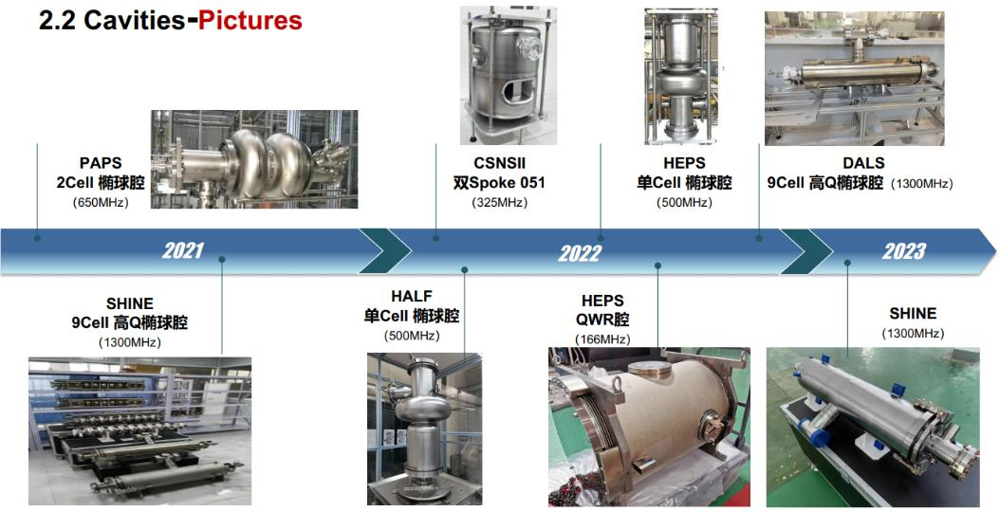 2.2 Cavities-Pictures
PAPS
2Cell 椭球腔
(650MHz)
CSNSII
双Spoke 051
(325MHz)
HEPS
单Cell 椭球腔
(500MHz)
DALS
9Cell 高Q椭球腔 (1300MHz)
2021
2022
2023
SHINE
9Cell 高Q椭球腔
(1300MHz)
HALF
单Cell 椭球腔
(500MHz)
HEPS
QWR腔
(166MHz)
SHINE
(1300MHz)